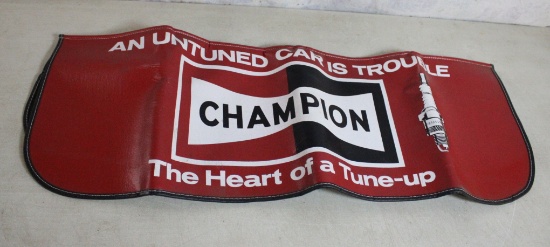 AN UNTUNED CAR IS TROUBLE
CHAMPION
The Heart of a Tune-up